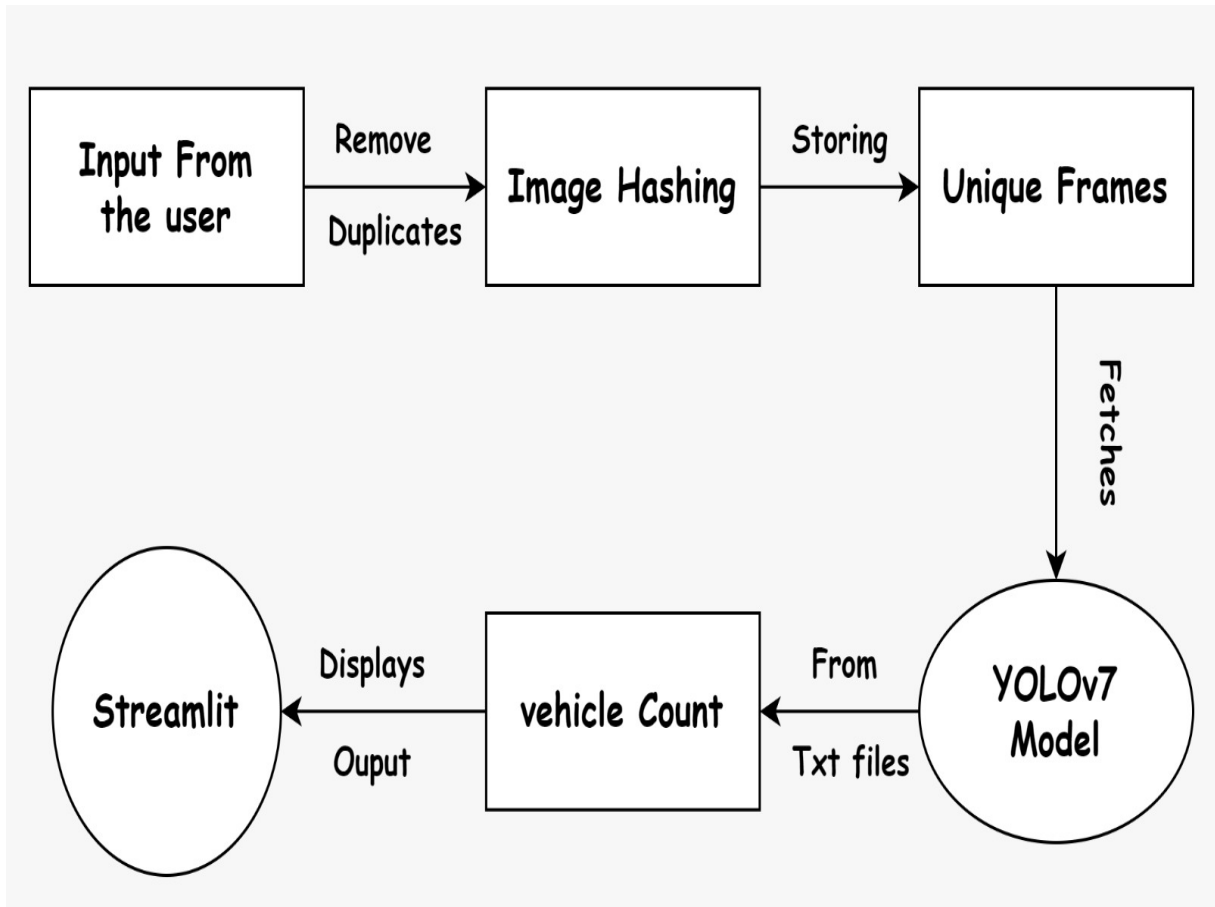 Input From
the user
Remove
Duplicates
Image Hashing
Storing
Unique Frames
Fetches
YOLOv7
Model
From
Txt files
vehicle Count
Displays
Ouput
Streamlit